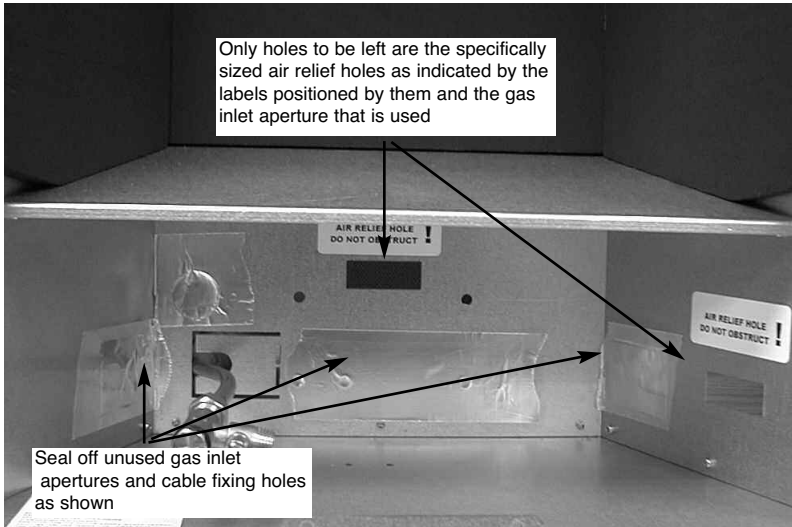 Only holes to be left are the specifically
sized air relief holes as indicated by the
labels positioned by them and the gas
inlet aperture that is used
AIR RELIEF HOLE
DO NOT OBSTRUCT !
AIR RELIEF HOLE
DO NOT OBSTRUCT !
Seal off unused gas inlet
apertures and cable fixing holes
as shown